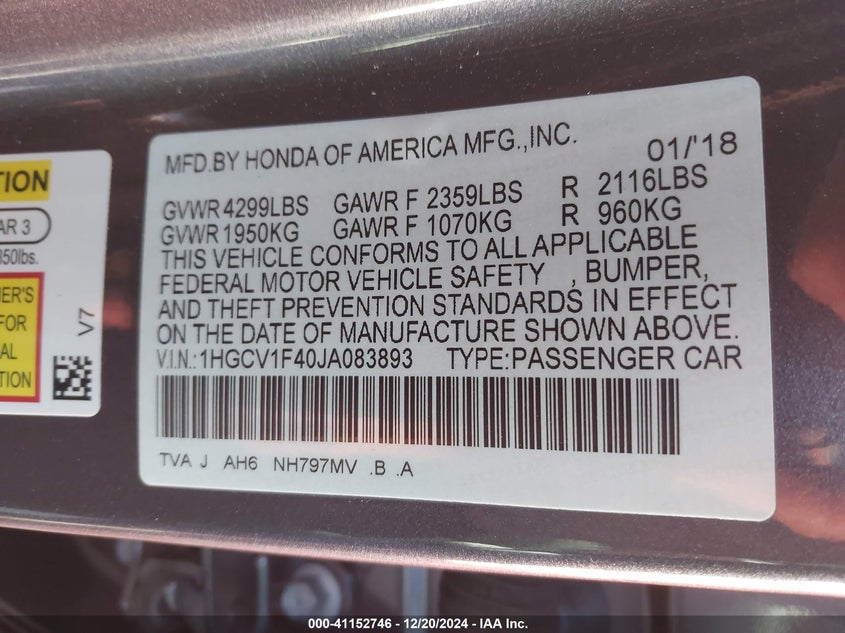 MFD.BY HONDA OF AMERICA MFG.,INC. 01/'18
GVWR 4299LBS GAWR F 2359LBS R 2116LBS
GVWR 1950KG GAWR F 1070KG R 960KG
THIS VEHICLE CONFORMS TO ALL APPLICABLE
FEDERAL MOTOR VEHICLE SAFETY , BUMPER,
AND THEFT PREVENTION STANDARDS IN EFFECT
ON THE DATE OF MANUFACTURE SHOWN ABOVE.
V.I.N.:1HGCV1F40JA083893 TYPE:PASSENGER CAR
TVA J AH6 NH797MV .B .A
TION
AR 3
350lbs.
ER'S
FOR
AL
TION
V7
000-41152746 - 12/20/2024 - IAA Inc.